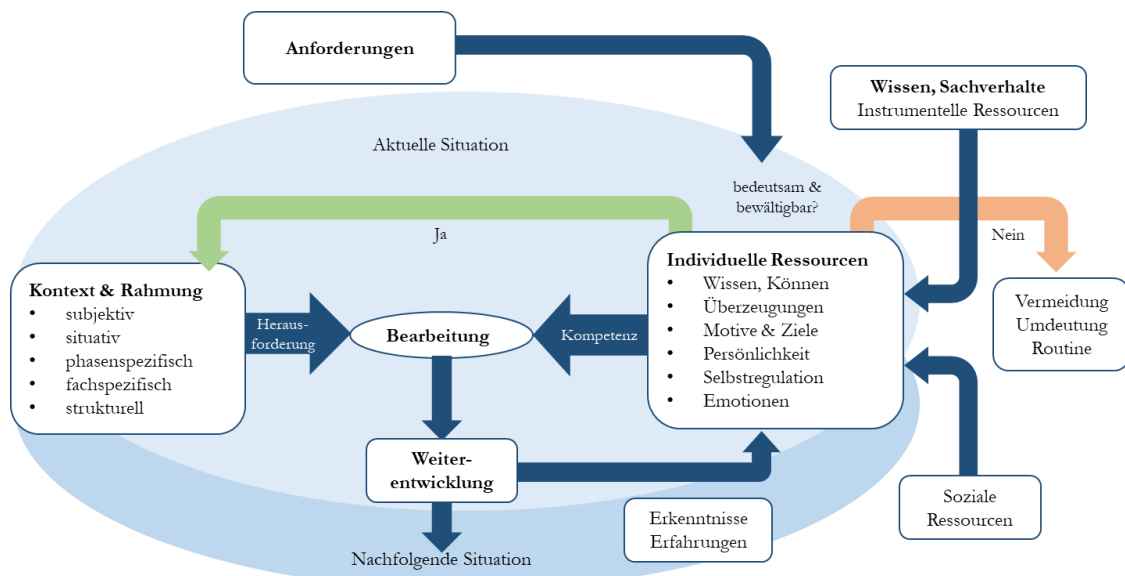 Anforderungen
Wissen, Sachverhalte
Instrumentelle Ressourcen
Aktuelle Situation
bedeutsam &
bewältigbar?
Ja
Nein
Kontext & Rahmung
• subjektiv
• situativ
• phasenspezifisch
• fachspezifisch
• strukturell
Heraus-
forderung
Bearbeitung
Kompetenz
Individuelle Ressourcen
• Wissen, Können
• Überzeugungen
• Motive & Ziele
• Persönlichkeit
• Selbstregulation
• Emotionen
Vermeidung
Umdeutung
Routine
Weiter-
entwicklung
Erkenntnisse
Erfahrungen
Soziale
Ressourcen
Nachfolgende Situation